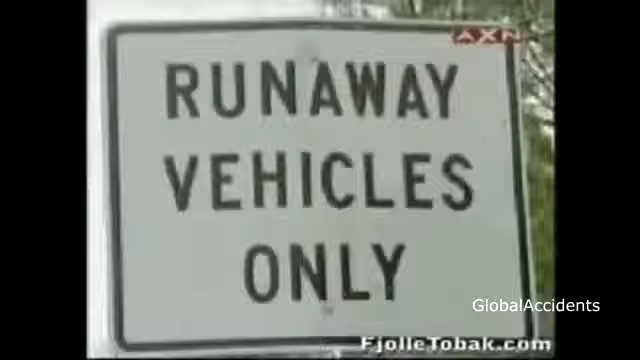 AXN
RUNAWAY
VEHICLES
ONLY
GlobalAccidents
FjolleTobak.com